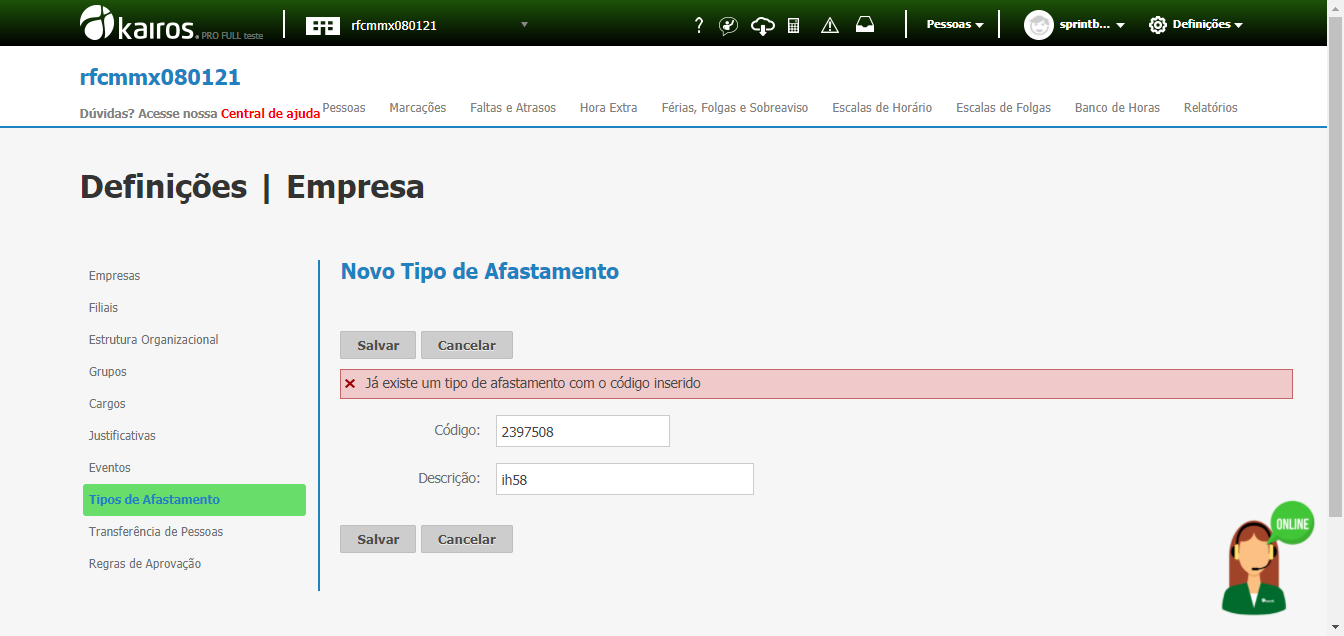 kairos. PRO FULL teste
rfcmmx080121
?
Pessoas
sprintb...
Definições
rfcmmx080121
Dúvidas? Acesse nossa Central de ajuda
Pessoas Marcações Faltas e Atrasos Hora Extra Férias, Folgas e Sobreaviso Escalas de Horário Escalas de Folgas Banco de Horas Relatórios
Definições | Empresa
Empresas
Filiais
Estrutura Organizacional
Grupos
Cargos
Justificativas
Eventos
Tipos de Afastamento
Transferência de Pessoas
Regras de Aprovação
Novo Tipo de Afastamento
Salvar Cancelar
Já existe um tipo de afastamento com o código inserido
Código: 2397508
Descrição: ih58
Salvar Cancelar
ONLINE